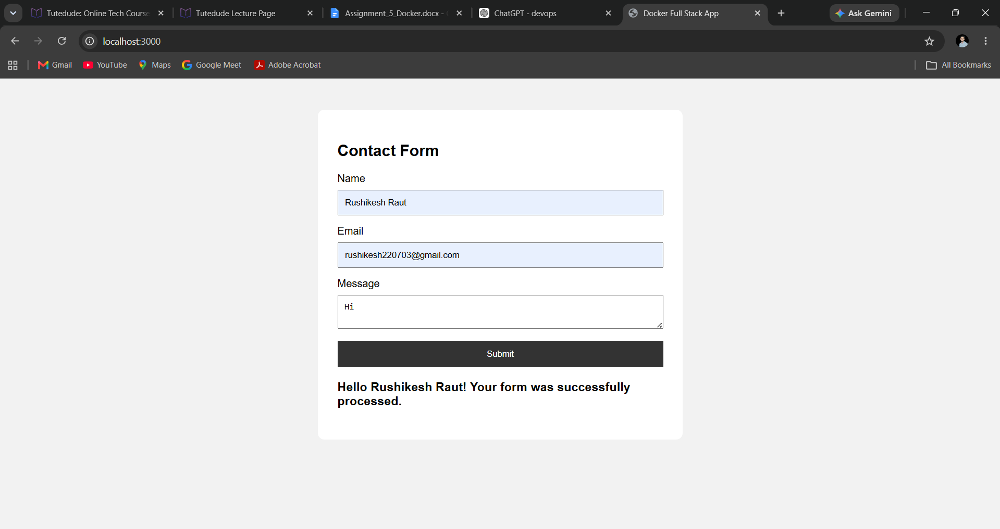 Tutedude: Online Tech Course
Tutedude Lecture Page
Assignment_5_Docker.docx -
ChatGPT - devops
Docker Full Stack App
Ask Gemini
localhost:3000
Gmail
YouTube
Maps
Google Meet
Adobe Acrobat
All Bookmarks
Contact Form
Name
Rushikesh Raut
Email
rushikesh220703@gmail.com
Message
Hi
Submit
Hello Rushikesh Raut! Your form was successfully
processed.